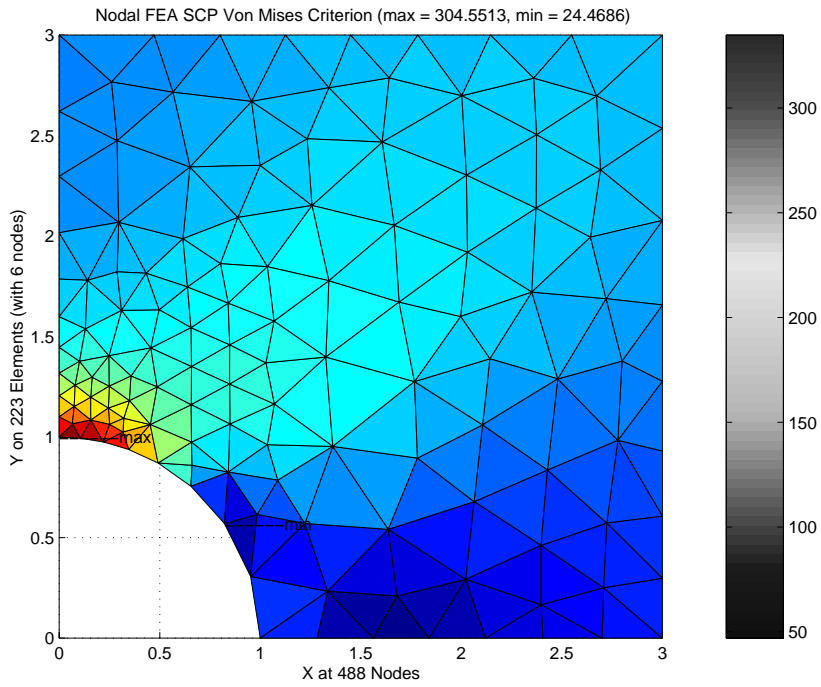 Nodal FEA SCP Von Mises Criterion (max = 304.5513, min = 24.4686)
3
2.5
2
1.5
1
0.5
0
Y on 223 Elements (with 6 nodes)
---max
---min
0 0.5 1 1.5 2 2.5 3
X at 488 Nodes
300
250
200
150
100
50